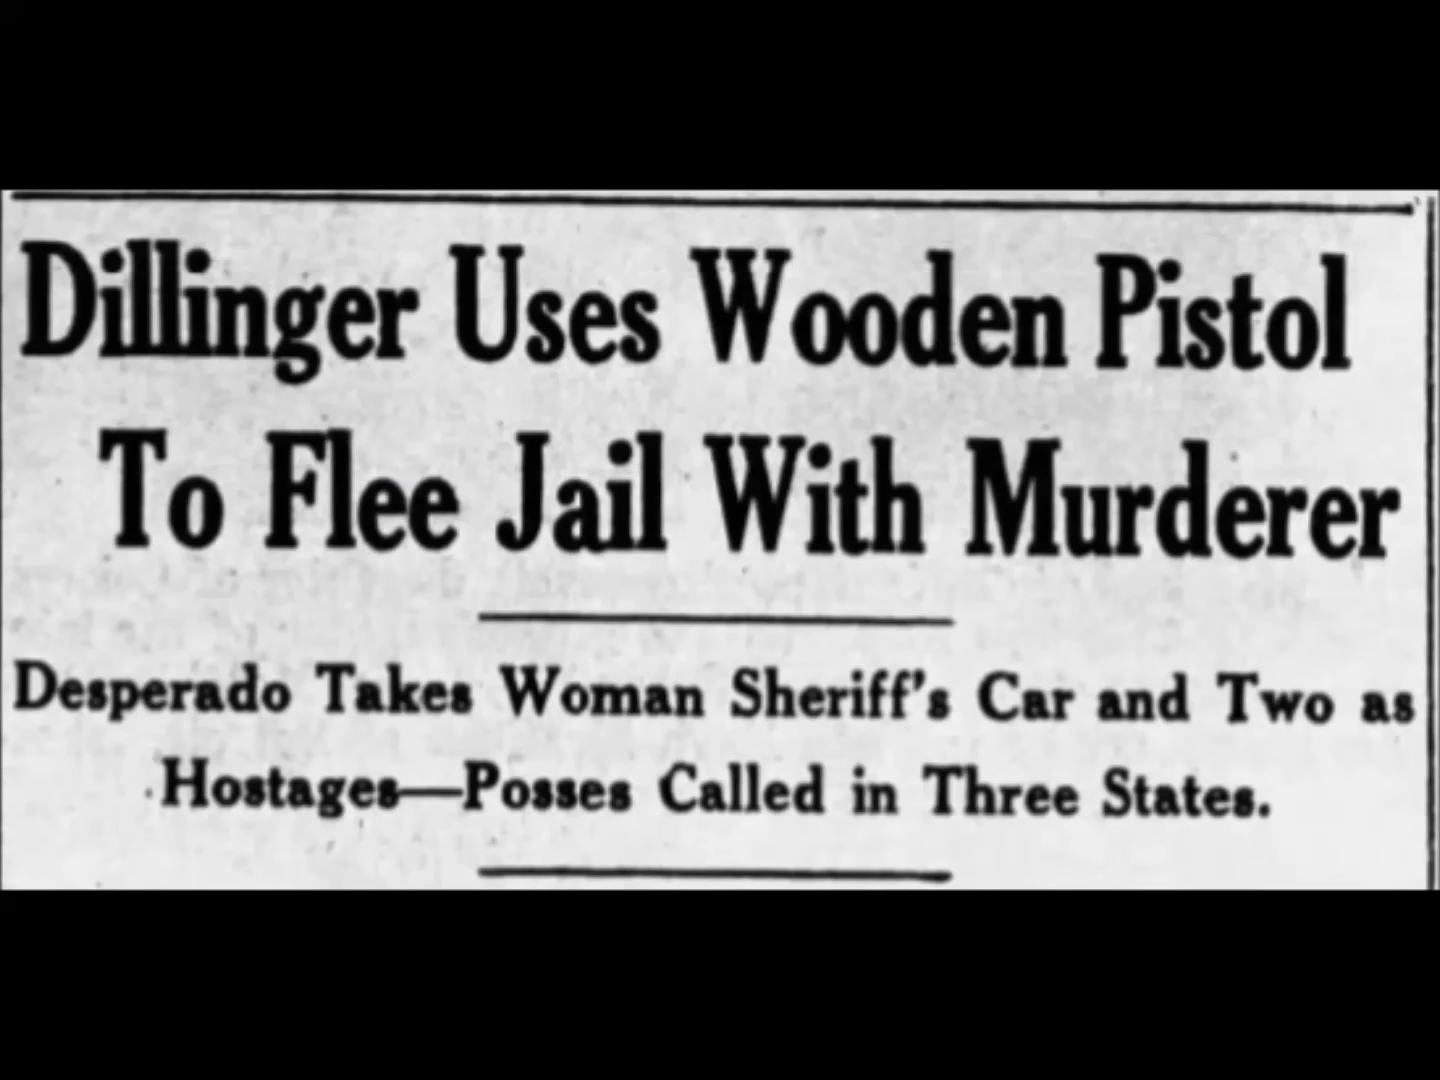 Dillinger Uses Wooden Pistol
To Flee Jail With Murderer
Desperado Takes Woman Sheriff's Car and Two as
Hostages—Posses Called in Three States.